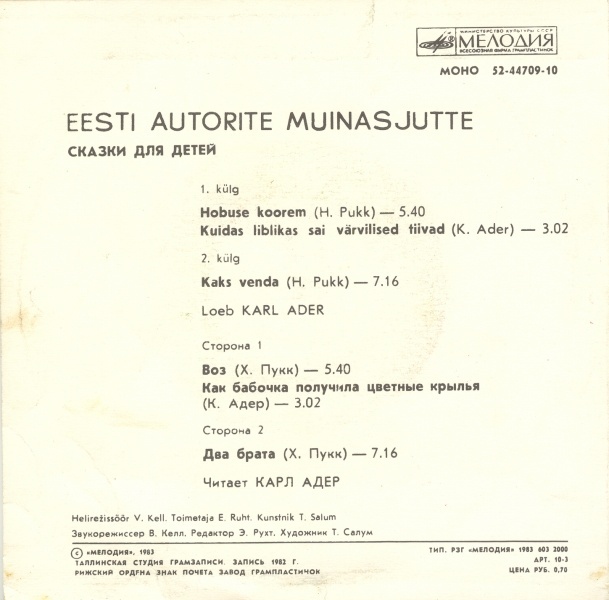 МИНИСТЕРСТВО КУЛЬТУРЫ СССР
МЕЛОДИЯ
ВСЕСОЮЗНАЯ ФИРМА ГРАМПЛАСТИНОК
МОНО 52-44709-10
EESTI AUTORITE MUINASJUTTE
СКАЗКИ ДЛЯ ДЕТЕЙ
1. külg
Hobuse koorem (H. Pukk) — 5.40
Kuidas liblikas sai värvilised tiivad (K. Ader) — 3.02
2. külg
Kaks venda (H. Pukk) — 7.16
Loeb KARL ADER
Сторона 1
Воз (Х. Пукк) — 5.40
Как бабочка получила цветные крылья
(К. Адер) — 3.02
Сторона 2
Два брата (Х. Пукк) — 7.16
Читает КАРЛ АДЕР
Helirežissöör V. Kell. Toimetaja E. Ruht. Kunstnik T. Salum
Звукорежиссер В. Келл. Редактор Э. Рухт. Художник Т. Салум
© «МЕЛОДИЯ», 1983
ТАЛЛИНСКАЯ СТУДИЯ ГРАМЗАПИСИ. ЗАПИСЬ 1982 Г.
РИЖСКИЙ ОРДЕНА ЗНАК ПОЧЕТА ЗАВОД ГРАМПЛАСТИНОК
ТИП. РЗГ «МЕЛОДИЯ» 1983 603 2000
АРТ. 10-3
ЦЕНА РУБ. 0,70